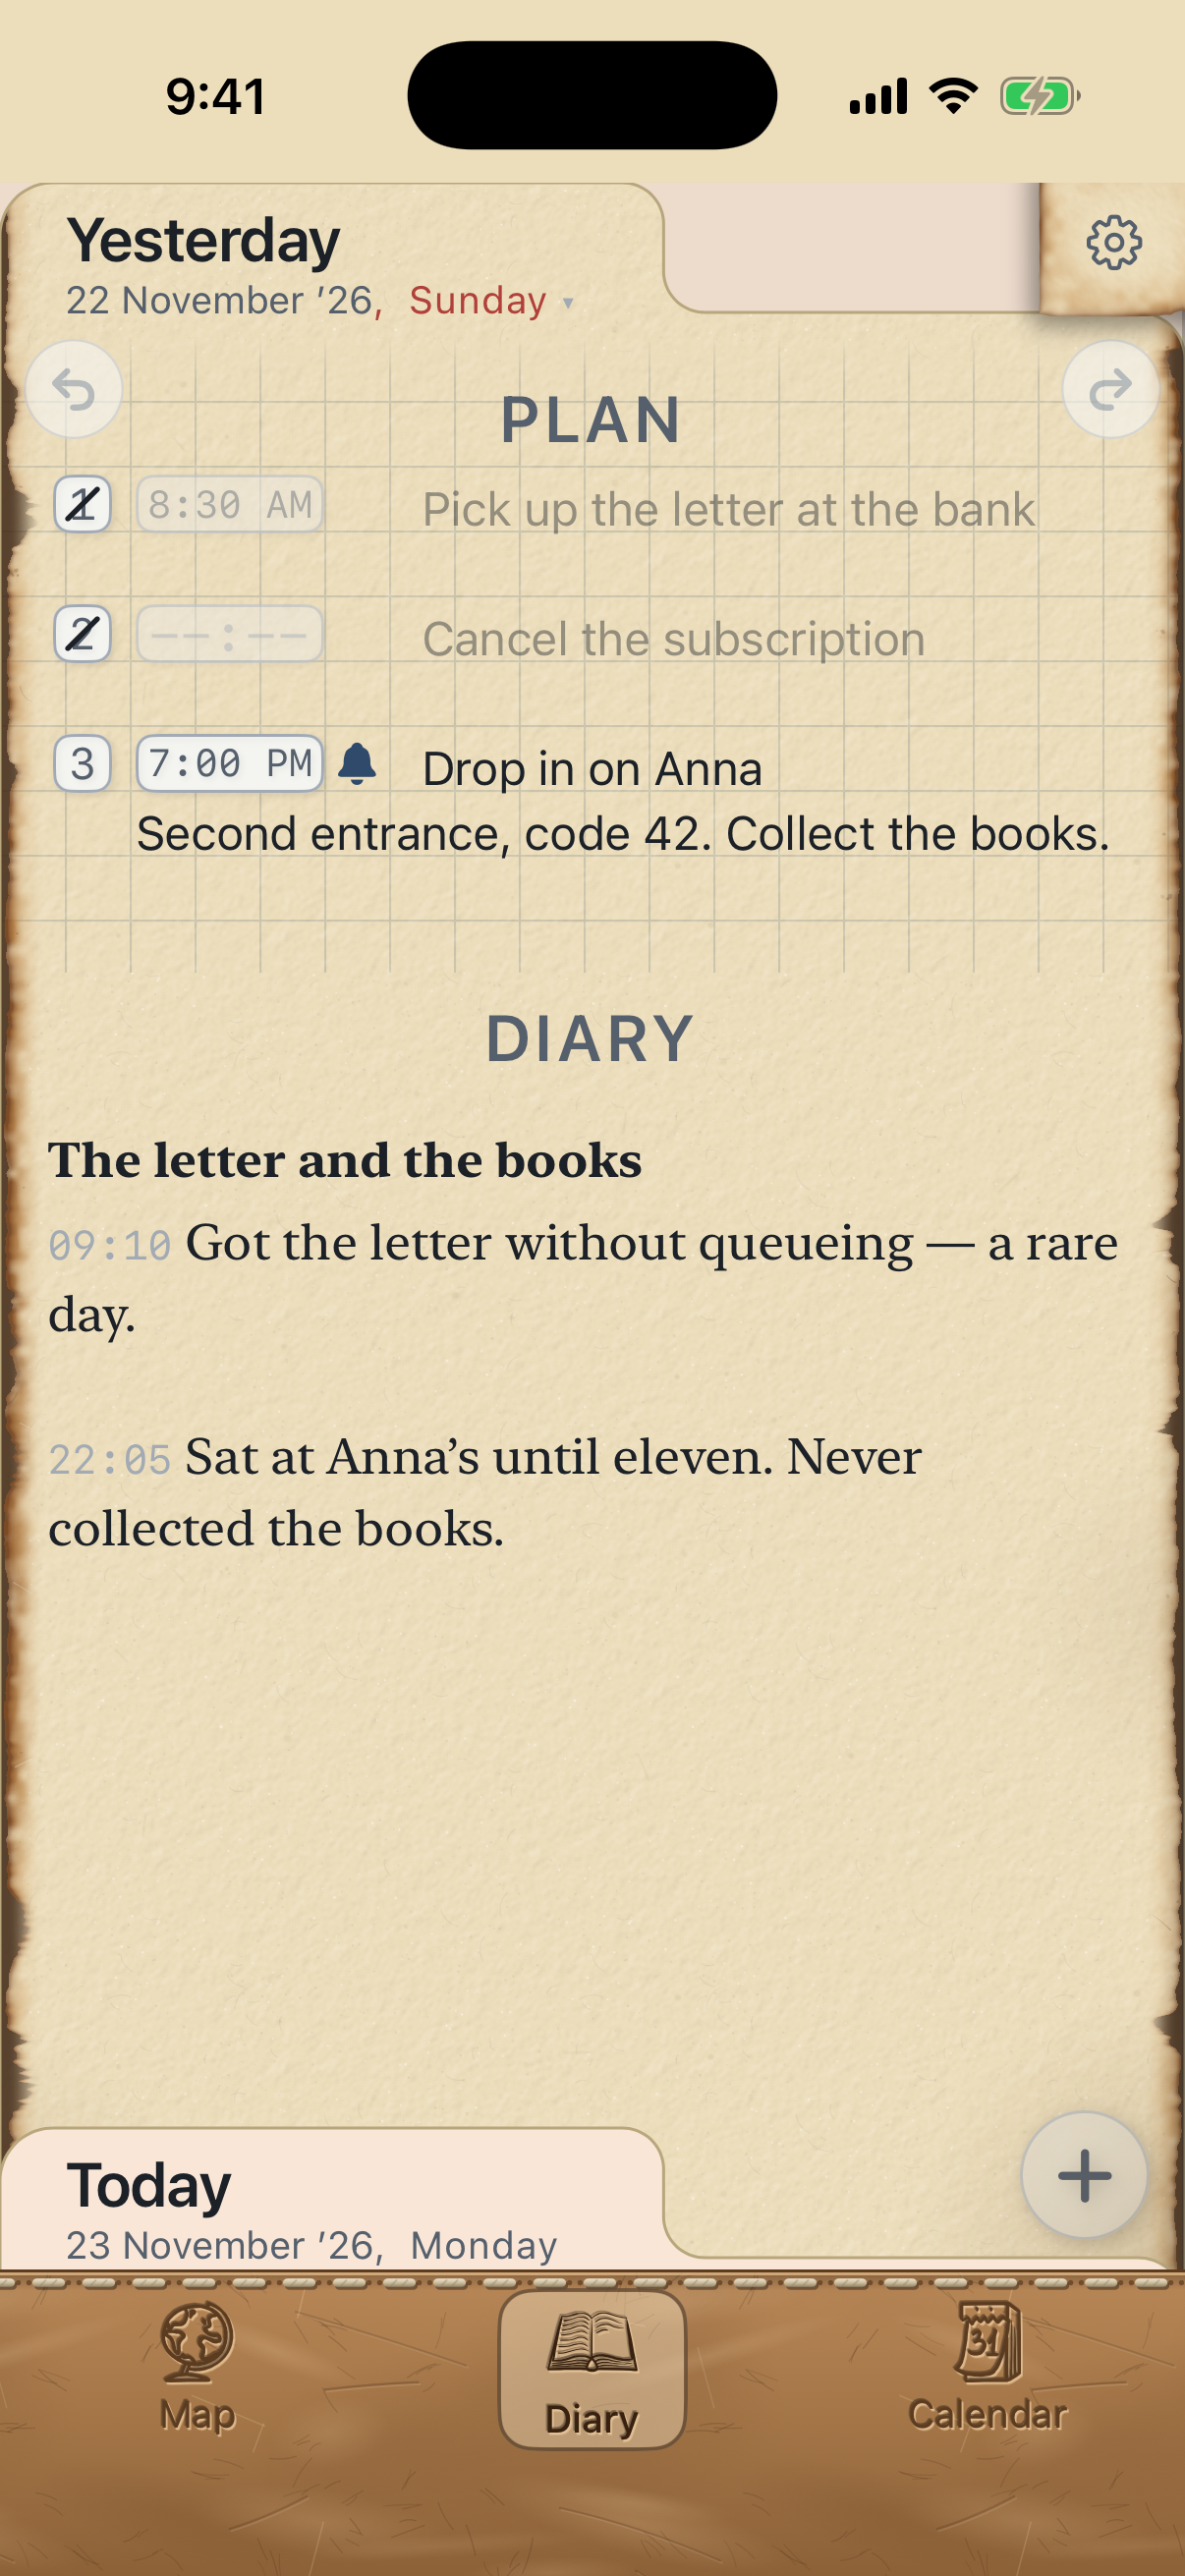 9:41
Yesterday
22 November ’26, Sunday ▾
PLAN
1 8:30 AM Pick up the letter at the bank
2 --:-- Cancel the subscription
3 7:00 PM Drop in on Anna
Second entrance, code 42. Collect the books.
DIARY
The letter and the books
09:10 Got the letter without queueing — a rare
day.
22:05 Sat at Anna’s until eleven. Never
collected the books.
Today
23 November ’26, Monday
31
Map
Diary
Calendar